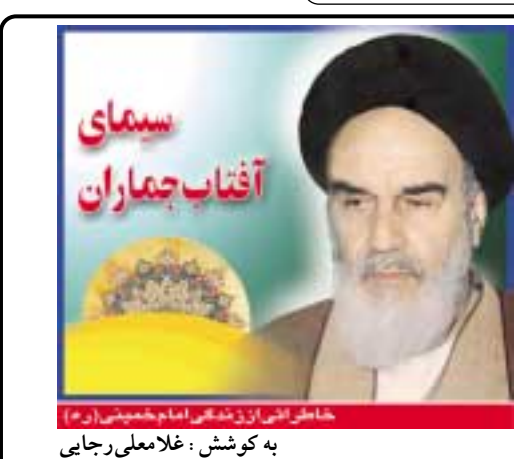 سیمای
آفتاب جماران
خاطراتی از زندگی امام خمینی (ره)
به کوشش : غلامعلی رجایی